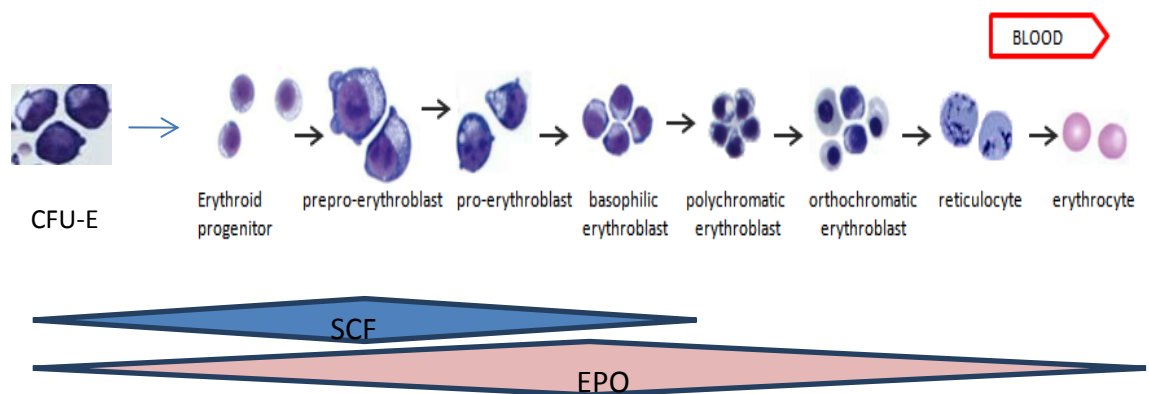 BLOOD
CFU-E
Erythroid
progenitor
prepro-erythroblast
pro-erythroblast
basophilic
erythroblast
polychromatic
erythroblast
orthochromatic
erythroblast
reticulocyte
erythrocyte
SCF
EPO